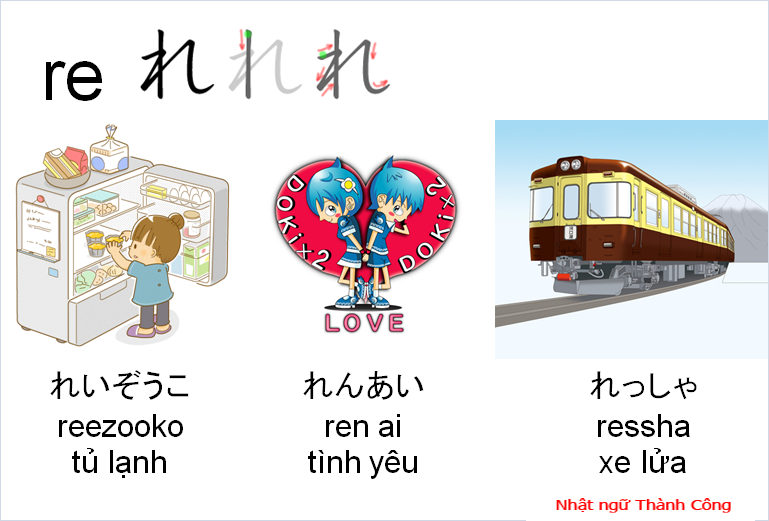 re れ れ れ
DOKi×2
DOKi×2
LOVE
れいぞうこ
reezooko
tủ lạnh
れんあい
ren ai
tình yêu
れっしゃ
ressha
xe lửa
Nhật ngữ Thành Công